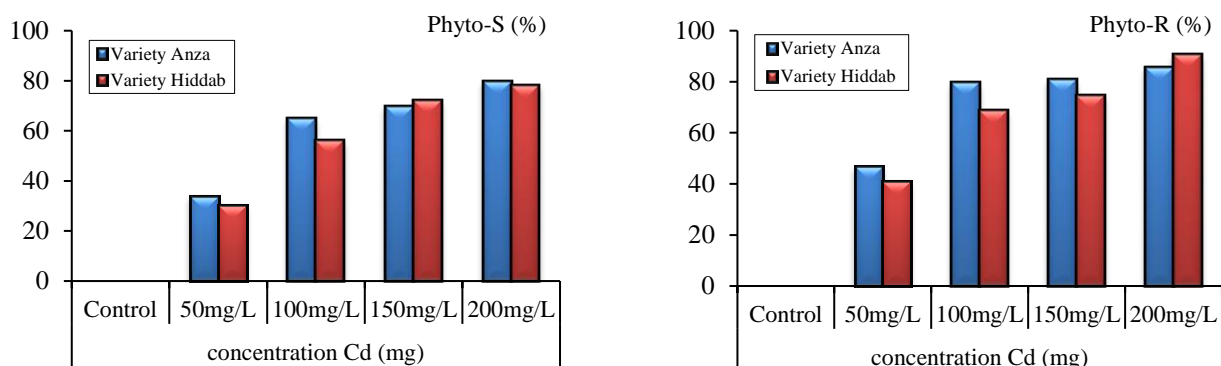 Phyto-S (%)
100
80
60
40
20
0
Variety Anza
Variety Hiddab
Control 50mg/L 100mg/L 150mg/L 200mg/L
concentration Cd (mg)
Phyto-R (%)
100
80
60
40
20
0
Variety Anza
Variety Hiddab
Control 50mg/L 100mg/L 150mg/L 200mg/L
concentration Cd (mg)